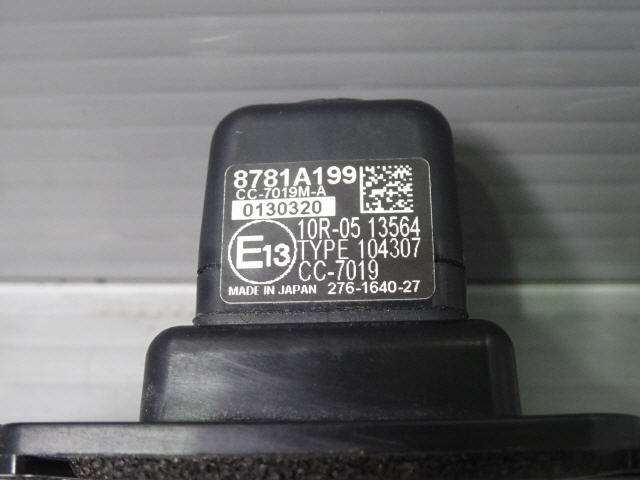 8781A199
CC-7019M-A
0130320
E13
10R-05 13564
TYPE 104307
CC-7019
MADE IN JAPAN 276-1640-27